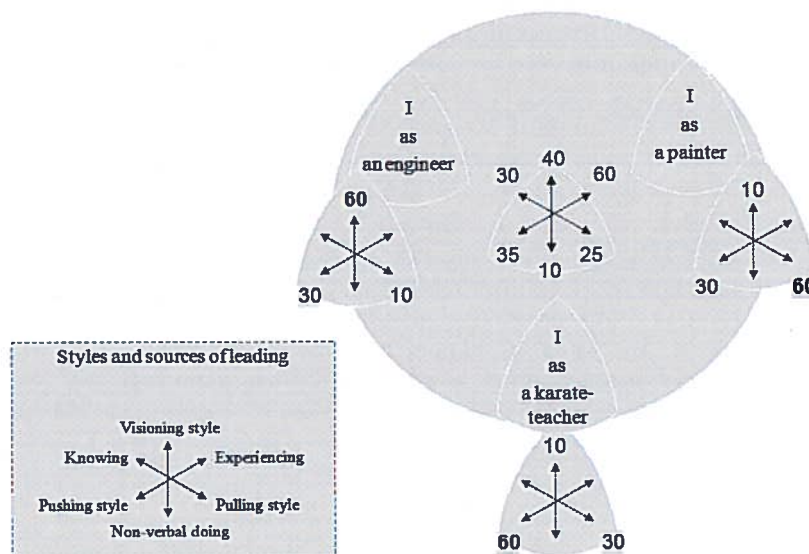 I
as
an engineer
I
as
a painter
40
30
60
35
25
10
60
30
10
10
30
60
I
as
a karate-
teacher
10
60
30
Styles and sources of leading
Visioning style
Knowing
Experiencing
Pushing style
Pulling style
Non-verbal doing